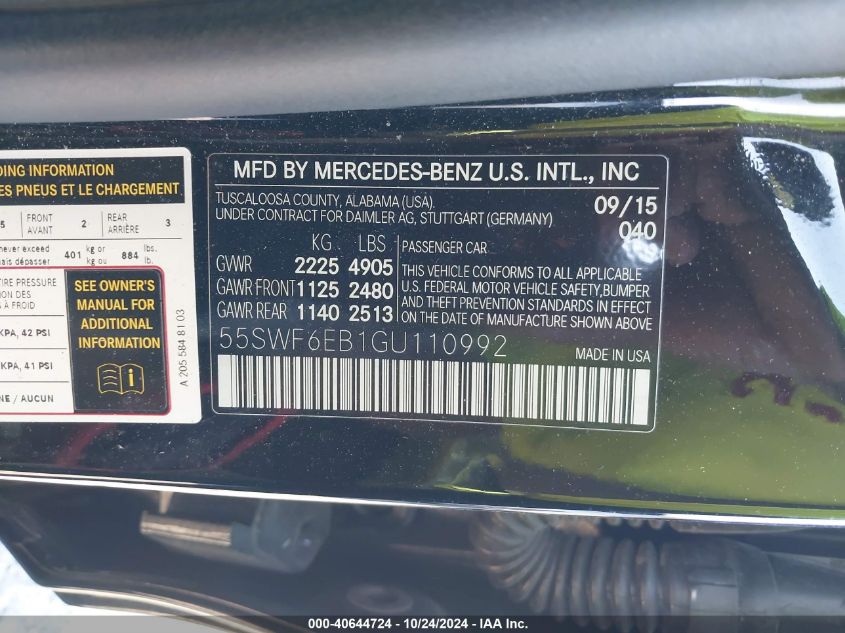 DING INFORMATION
ES PNEUS ET LE CHARGEMENT
5 FRONT AVANT 2 REAR ARRIÈRE 3
never exceed 401 kg or 884 lbs.
mais dépasser kg ou lb.
TIRE PRESSURE
ION DES
À FROID
KPA, 42 PSI
KPA, 41 PSI
NE / AUCUN
SEE OWNER'S
MANUAL FOR
ADDITIONAL
INFORMATION
A 205 584 81 03
MFD BY MERCEDES-BENZ U.S. INTL., INC
TUSCALOOSA COUNTY, ALABAMA (USA).
UNDER CONTRACT FOR DAIMLER AG, STUTTGART (GERMANY)
09/15
040
KG LBS
GVWR 2225 4905
GAWR FRONT 1125 2480
GAWR REAR 1140 2513
PASSENGER CAR
THIS VEHICLE CONFORMS TO ALL APPLICABLE
U.S. FEDERAL MOTOR VEHICLE SAFETY, BUMPER
AND THEFT PREVENTION STANDARDS IN EFFECT
ON THE DATE OF MANUFACTURE SHOWN ABOVE.
55SWF6EB1GU110992
MADE IN USA
000-40644724 - 10/24/2024 - IAA Inc.